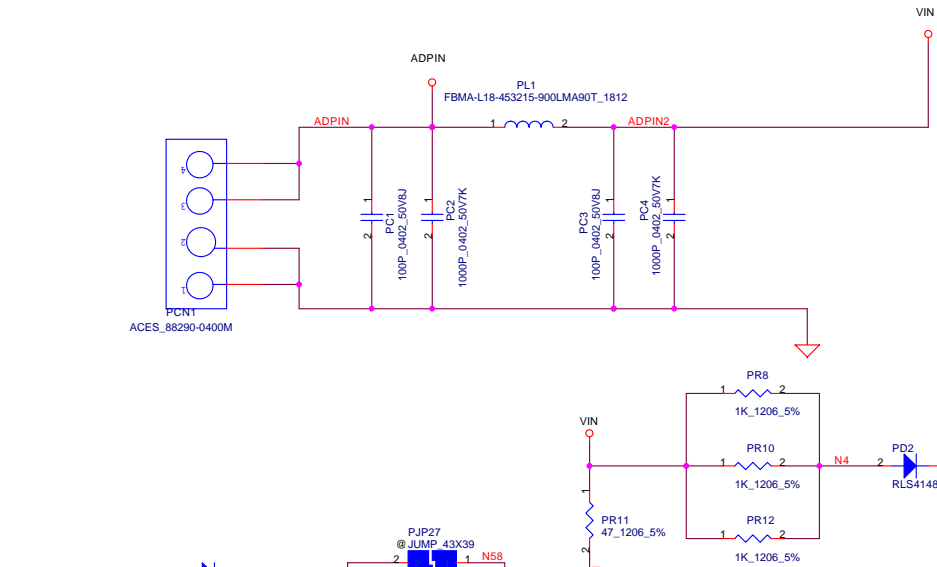 VIN
ADPIN
PL1
FBMA-L18-453215-900LMA90T_1812
ADPIN
1
2
ADPIN2
4
3
2
1
1
2
PC1
100P_0402_50V8J
1
2
PC2
1000P_0402_50V7K
1
2
PC3
100P_0402_50V8J
1
2
PC4
1000P_0402_50V7K
PCN1
ACES_88290-0400M
PR8
1
2
1K_1206_5%
VIN
PR10
1
2
1K_1206_5%
N4
2
PD2
RLS4148
1
PR11
47_1206_5%
2
PR12
1
2
1K_1206_5%
PJP27
@JUMP_43X39
2
1
N58